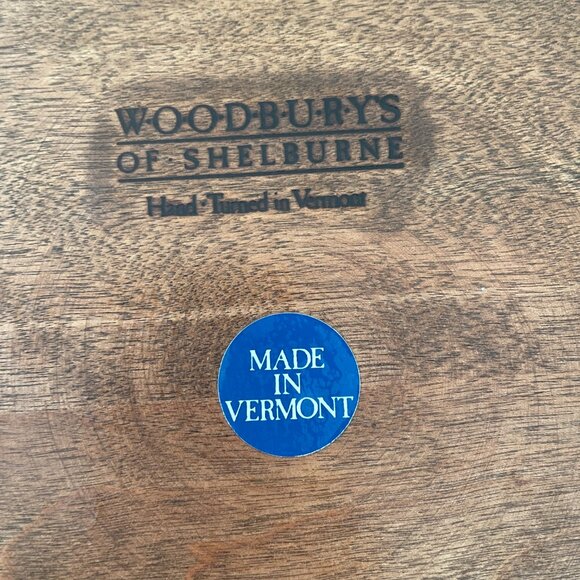 W·O·O·D·B·U·R·Y'S
OF·SHELBURNE
Hand·Turned in Vermont
MADE
IN
VERMONT